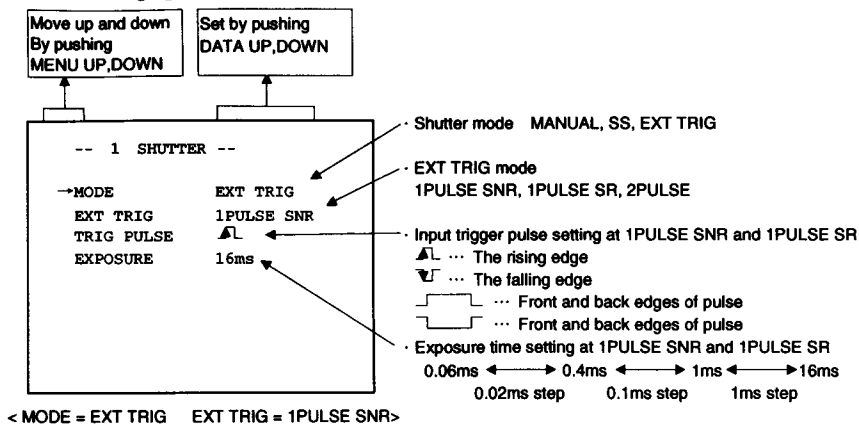 Move up and down
By pushing
MENU UP,DOWN
Set by pushing
DATA UP,DOWN
-- 1 SHUTTER --
→MODE EXT TRIG
EXT TRIG 1PULSE SNR
TRIG PULSE
EXPOSURE 16ms
· Shutter mode MANUAL, SS, EXT TRIG
· EXT TRIG mode
1PULSE SNR, 1PULSE SR, 2PULSE
· Input trigger pulse setting at 1PULSE SNR and 1PULSE SR
··· The rising edge
··· The falling edge
··· Front and back edges of pulse
··· Front and back edges of pulse
· Exposure time setting at 1PULSE SNR and 1PULSE SR
0.06ms 0.4ms 1ms 16ms
0.02ms step 0.1ms step 1ms step
< MODE = EXT TRIG EXT TRIG = 1PULSE SNR>